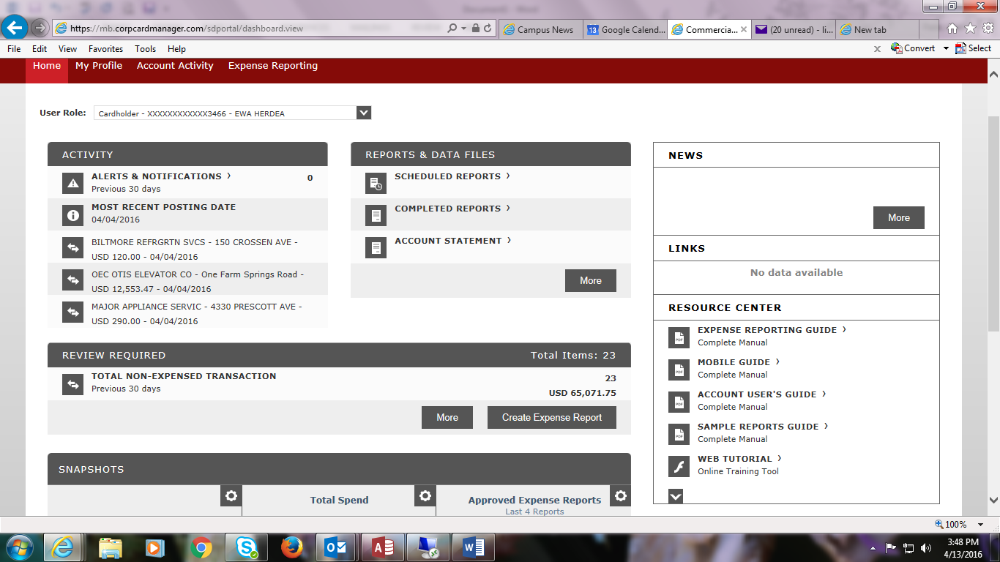 https://mb.corpcardmanager.com/sdportal/dashboard.view
Campus News
13 Google Calend...
Commercia...
(20 unread) - li...
New tab
File Edit View Favorites Tools Help
x Convert Select
Home My Profile Account Activity Expense Reporting
User Role: Cardholder - XXXXXXXXXXXX3466 - EWA HERDEA
ACTIVITY
ALERTS & NOTIFICATIONS › 0
Previous 30 days
MOST RECENT POSTING DATE
04/04/2016
BILTMORE REFRGRTN SVCS - 150 CROSSEN AVE -
USD 120.00 - 04/04/2016
OEC OTIS ELEVATOR CO - One Farm Springs Road -
USD 12,553.47 - 04/04/2016
MAJOR APPLIANCE SERVIC - 4330 PRESCOTT AVE -
USD 290.00 - 04/04/2016
REPORTS & DATA FILES
SCHEDULED REPORTS ›
COMPLETED REPORTS ›
ACCOUNT STATEMENT ›
More
REVIEW REQUIRED Total Items: 23
TOTAL NON-EXPENSED TRANSACTION 23
Previous 30 days
USD 65,071.75
More Create Expense Report
SNAPSHOTS
Total Spend
Approved Expense Reports
Last 4 Reports
NEWS
More
LINKS
No data available
RESOURCE CENTER
PDF EXPENSE REPORTING GUIDE ›
Complete Manual
PDF MOBILE GUIDE ›
Complete Manual
PDF ACCOUNT USER'S GUIDE ›
Complete Manual
PDF SAMPLE REPORTS GUIDE ›
Complete Manual
WEB TUTORIAL ›
Online Training Tool
100%
3:48 PM
4/13/2016